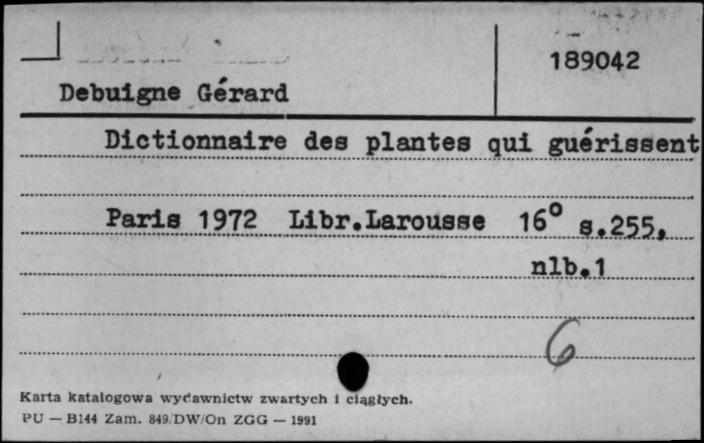 189042
Debuigne Gérard
Dictionnaire des plantes qui guérissent
Paris 1972 Libr.Larousse 16° s.255,
nlb.1
6
Karta katalogowa wydawnictw zwartych i ciągłych.
PU — B144 Zam. 849/DW/On ZGG — 1991